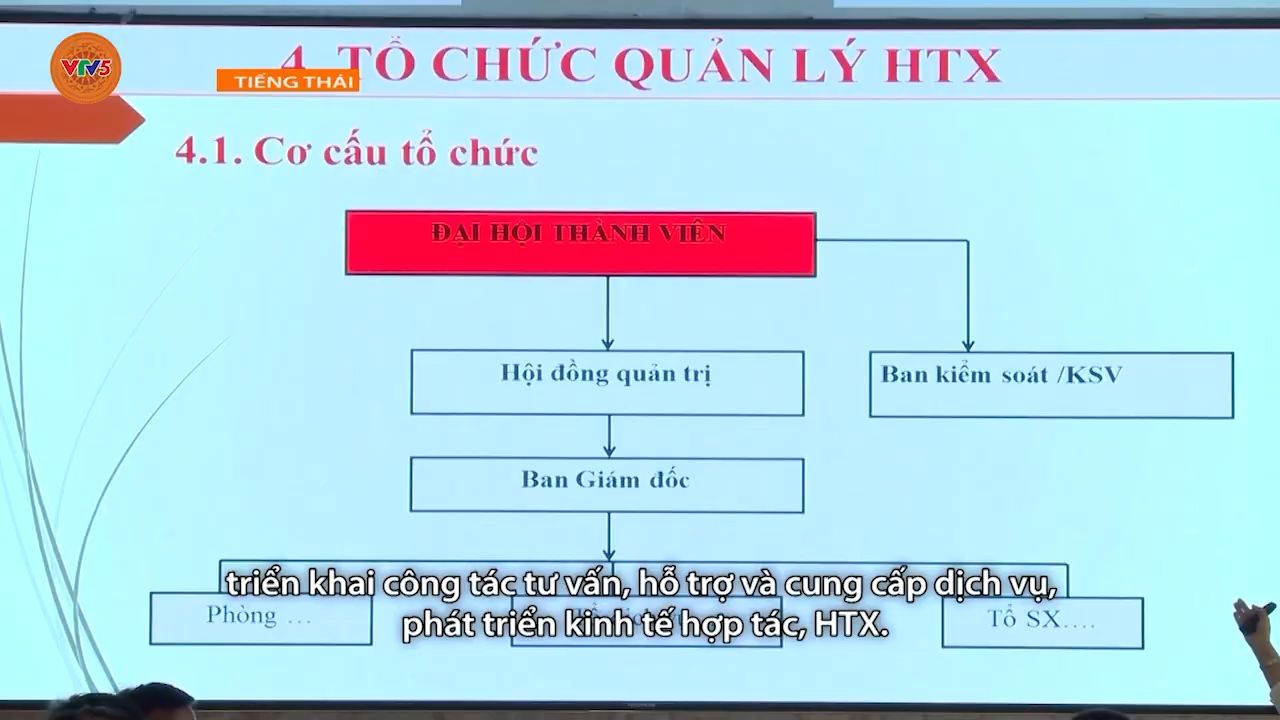 VTV5
TIẾNG THÁI
4. TỔ CHỨC QUẢN LÝ HTX
4.1. Cơ cấu tổ chức
ĐẠI HỘI THÀNH VIÊN
Hội đồng quản trị
Ban kiểm soát /KSV
Ban Giám đốc
triển khai công tác tư vấn, hỗ trợ và cung cấp dịch vụ,
phát triển kinh tế hợp tác, HTX.
Phòng ...
Tổ SX....